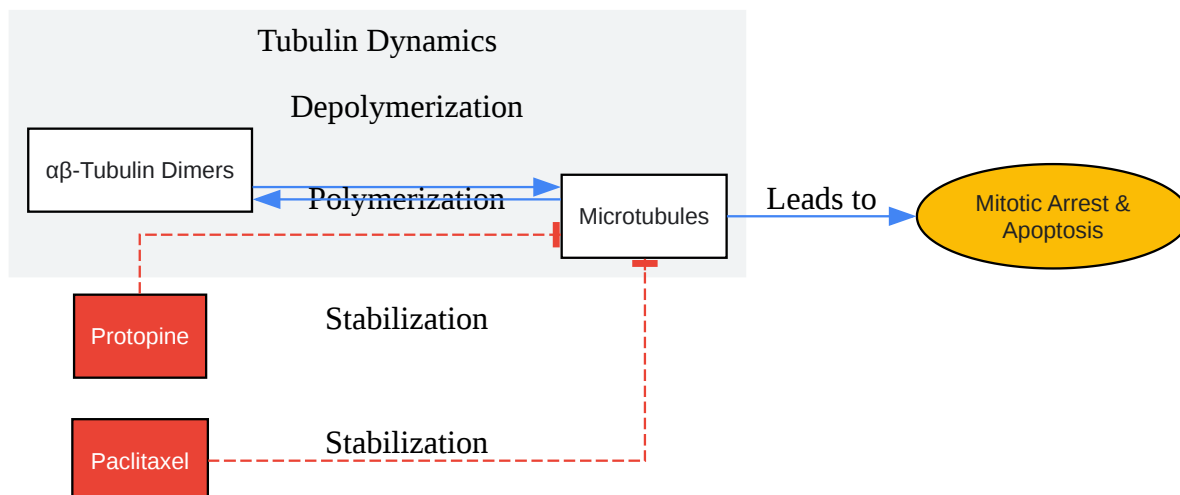 Tubulin Dynamics
Depolymerization
αβ-Tubulin Dimers
Polymerization
Microtubules
Leads to
Mitotic Arrest &
Apoptosis
Protopine
Stabilization
Paclitaxel
Stabilization